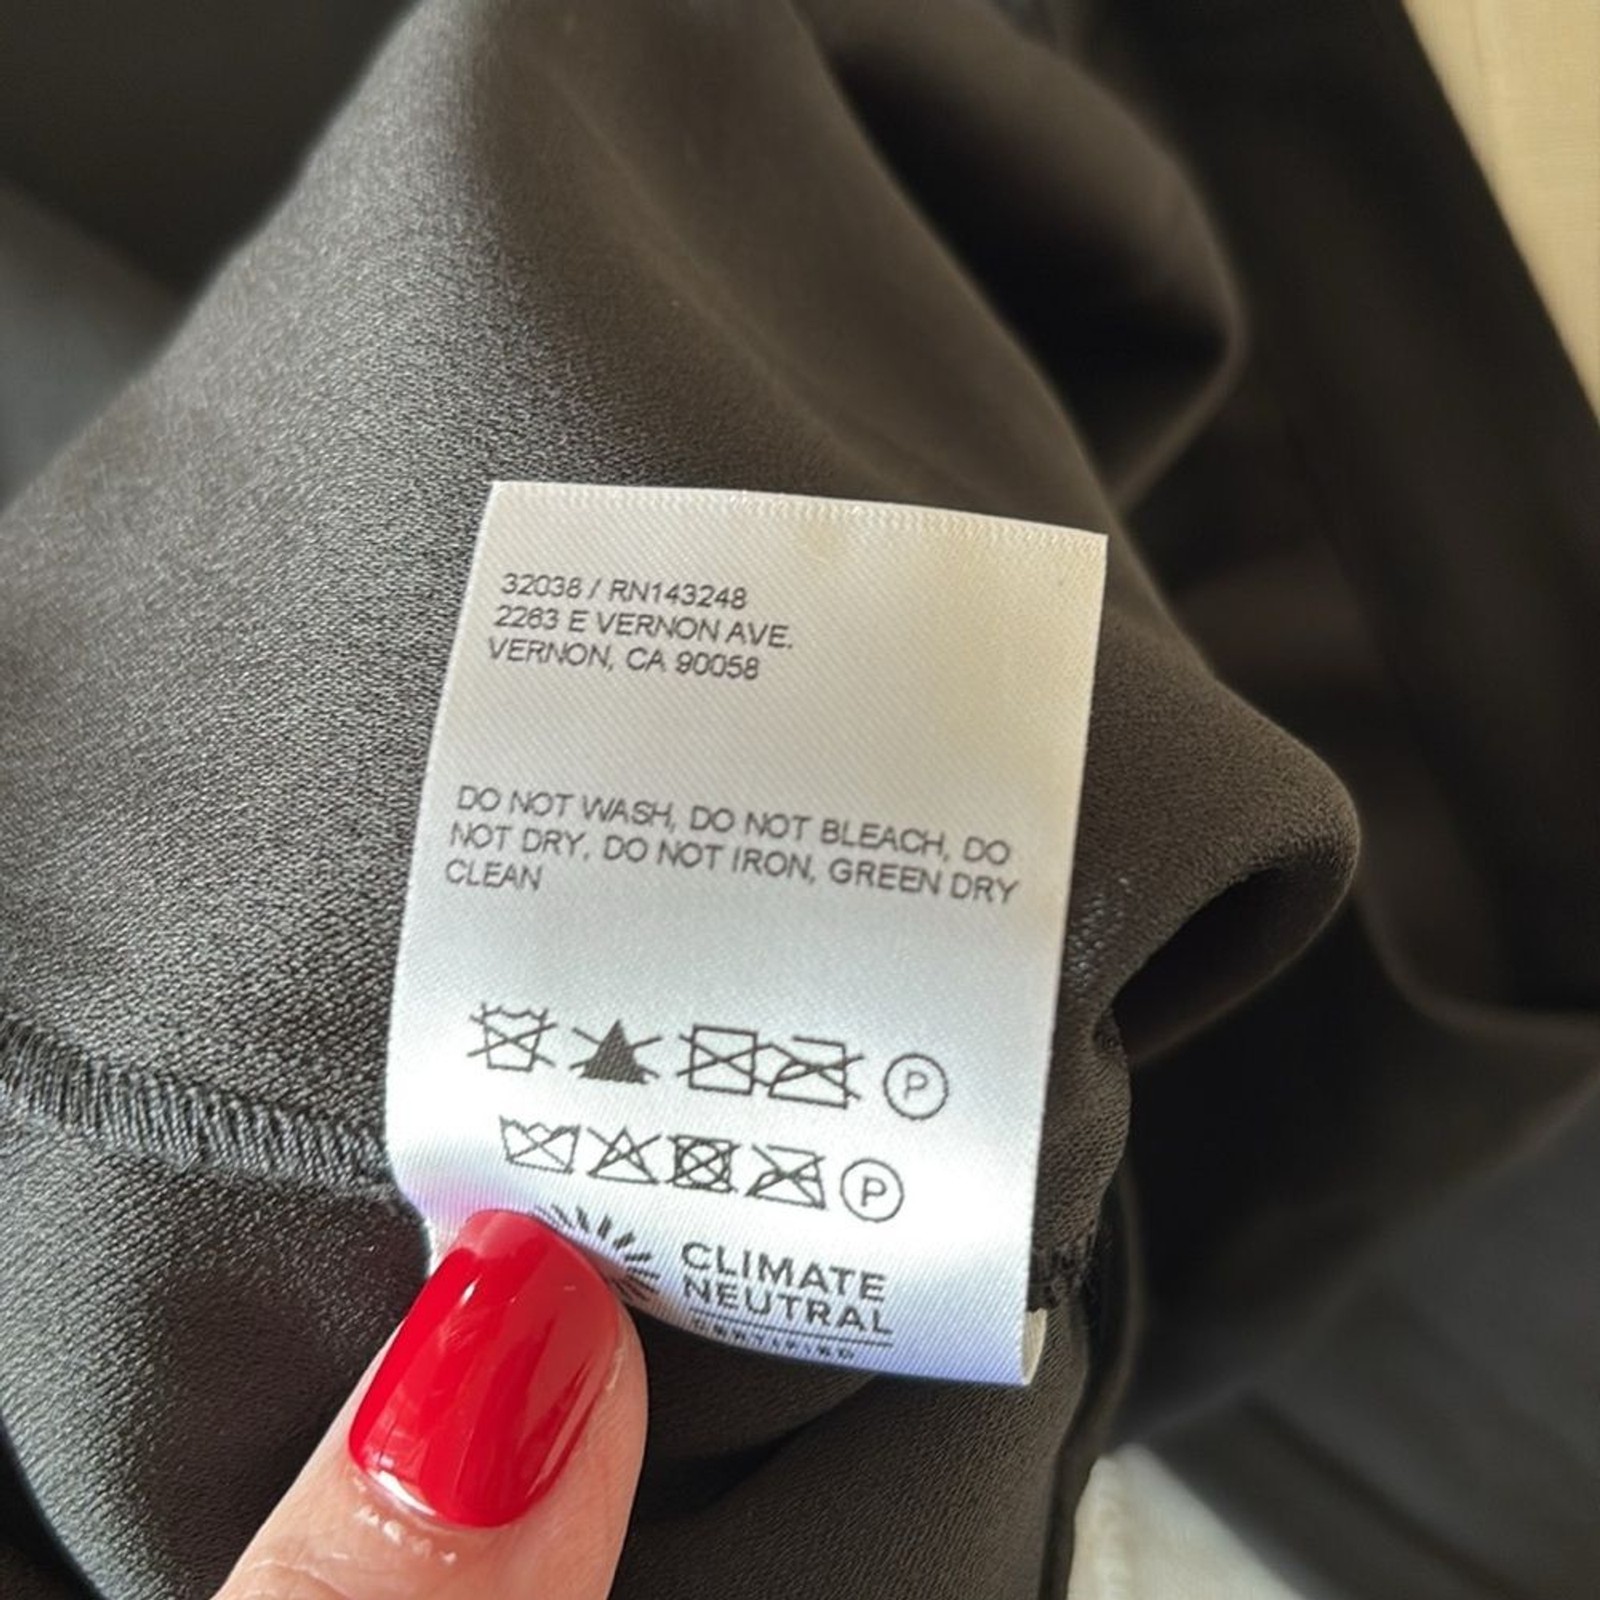 32038 / RN143248
2263 E VERNON AVE.
VERNON, CA 90058
DO NOT WASH, DO NOT BLEACH, DO
NOT DRY, DO NOT IRON, GREEN DRY
CLEAN
P
P
CLIMATE
NEUTRAL